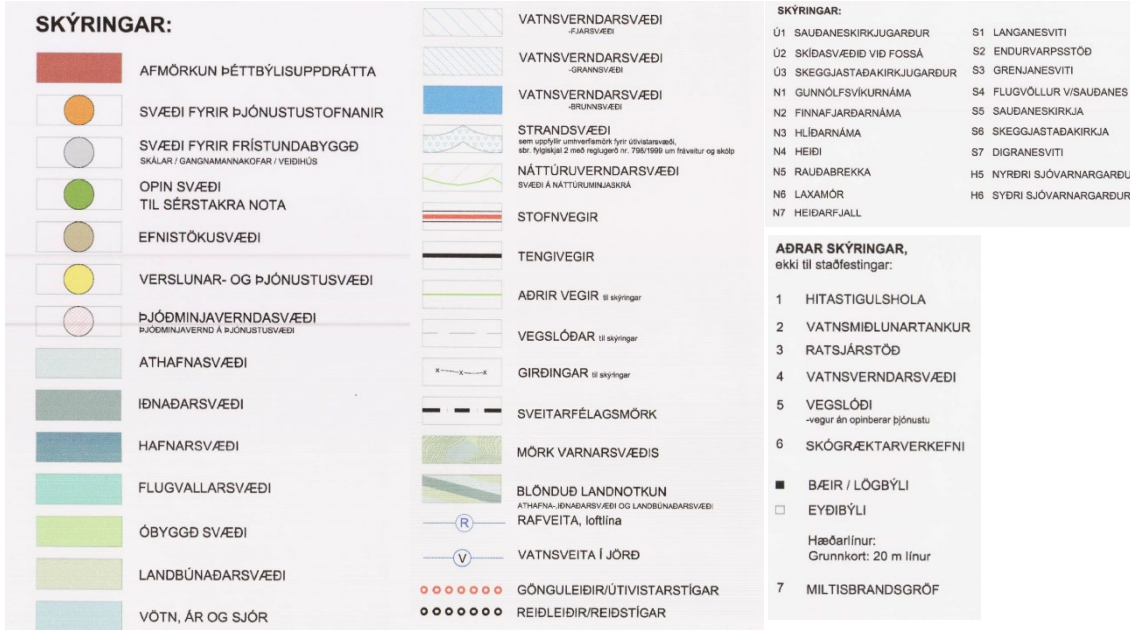 SKÝRINGAR:
AFMÖRKUN ÞÉTTBÝLISUPPDRÁTTA
SVÆÐI FYRIR ÞJÓNUSTUSTOFNANIR
SVÆÐI FYRIR FRÍSTUNDABYGGÐ
SKÁLAR / GANGNAMANNAKOFAR / VEIÐIHÚS
OPIN SVÆÐI
TIL SÉRSTAKRA NOTA
EFNISTÖKUSVÆÐI
VERSLUNAR- OG ÞJÓNUSTUSVÆÐI
ÞJÓÐMINJAVERNDASVÆÐI
ÞJÓÐMINJAVERND Á ÞJÓNUSTUSVÆÐI
ATHAFNASVÆÐI
IÐNAÐARSVÆÐI
HAFNARSVÆÐI
FLUGVALLARSVÆÐI
ÓBYGGÐ SVÆÐI
LANDBÚNAÐARSVÆÐI
VÖTN, ÁR OG SJÓR
VATNSVERNDARSVÆÐI
-FJARSVÆÐI
VATNSVERNDARSVÆÐI
-GRANNSVÆÐI
VATNSVERNDARSVÆÐI
-BRUNNSVÆÐI
STRANDSVÆÐI
sem uppfyllir umhverfismörk fyrir útivistarsvæði,
sbr. fylgiskjal 2 með reglugerð nr. 798/1999 um fráveitur og skólp
NÁTTÚRUVERNDARSVÆÐI
SVÆÐI Á NÁTTÚRUMINJASKRÁ
STOFNVEGIR
TENGIVEGIR
AÐRIR VEGIR til skýringar
VEGSLÓÐAR til skýringar
x x x
GIRÐINGAR til skýringar
SVEITARFÉLAGSMÖRK
MÖRK VARNARSVÆÐIS
BLÖNDUÐ LANDNOTKUN
ATHAFNA-,IÐNAÐARSVÆÐI OG LANDBÚNAÐARSVÆÐI
R RAFVEITA, loftlína
V VATNSVEITA Í JÖRÐ
GÖNGULEIÐIR/ÚTIVISTARSTÍGAR
REIÐLEIÐIR/REIÐSTÍGAR
SKÝRINGAR:
Ú1 SAUÐANESKIRKJUGARÐUR
Ú2 SKÍÐASVÆÐIÐ VIÐ FOSSÁ
Ú3 SKEGGJASTAÐAKIRKJUGARÐUR
N1 GUNNÓLFSVÍKURNÁMA
N2 FINNAFJARÐARNÁMA
N3 HLÍÐARNÁMA
N4 HEIÐI
N5 RAUÐABREKKA
N6 LAXAMÓR
N7 HEIÐARFJALL
S1 LANGANESVITI
S2 ENDURVARPSSTÖÐ
S3 GRENJANESVITI
S4 FLUGVÖLLUR V/SAUÐANES
S5 SAUÐANESKIRKJA
S6 SKEGGJASTAÐAKIRKJA
S7 DIGRANESVITI
H5 NYRÐRI SJÓVARNARGARÐU
H6 SYÐRI SJÓVARNARGARÐUR
AÐRAR SKÝRINGAR,
ekki til staðfestingar:
1 HITASTIGULSHOLA
2 VATNSMIÐLUNARTANKUR
3 RATSJÁRSTÖÐ
4 VATNSVERNDARSVÆÐI
5 VEGSLÓÐI
-vegur án opinberar þjónustu
6 SKÓGRÆKTARVERKEFNI
BÆIR / LÖGBÝLI
EYÐIBÝLI
Hæðarlínur:
Grunnkort: 20 m línur
7 MILTISBRANDSGRÖF